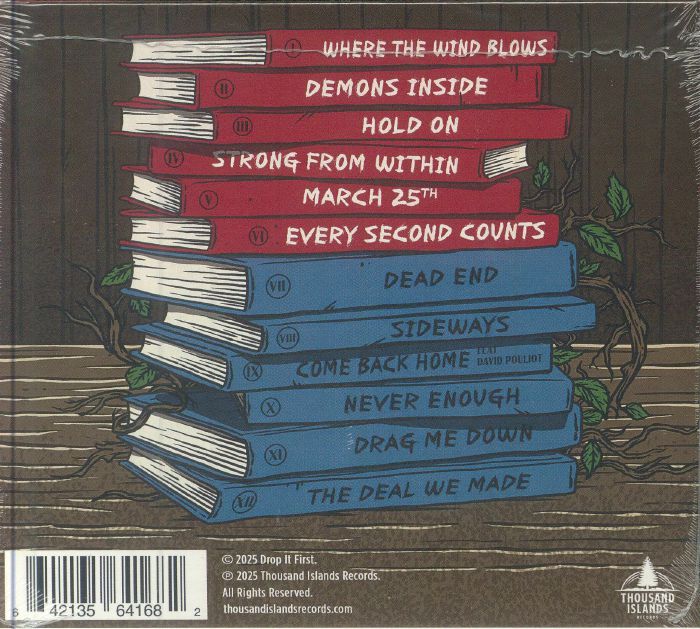 I WHERE THE WIND BLOWS
II DEMONS INSIDE
III HOLD ON
IV STRONG FROM WITHIN
V MARCH 25TH
VI EVERY SECOND COUNTS
VII DEAD END
VIII SIDEWAYS
IX COME BACK HOME FEAT DAVID POULIOT
X NEVER ENOUGH
XI DRAG ME DOWN
XII THE DEAL WE MADE
6 42135 64168 2
© 2025 Drop It First.
℗ 2025 Thousand Islands Records.
All Rights Reserved.
thousandislandsrecords.com
THOUSAND
ISLANDS
RECORDS